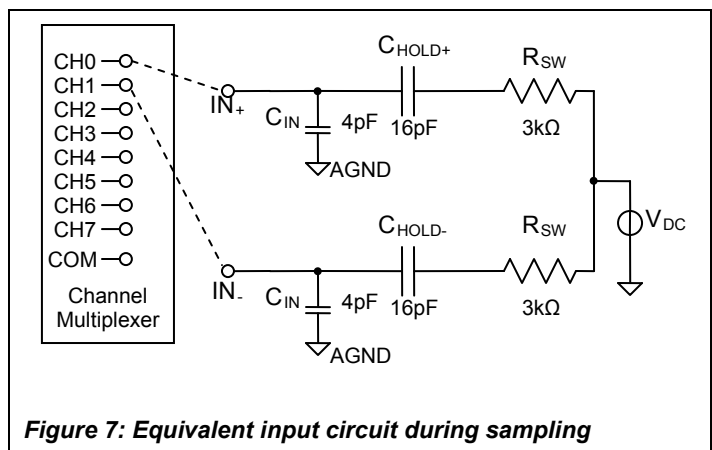 CH0
CH1
CH2
CH3
CH4
CH5
CH6
CH7
COM
Channel
Multiplexer
IN+
CIN
4pF
AGND
CHOLD+
16pF
RSW
3kΩ
VDC
IN-
CIN
4pF
AGND
CHOLD-
16pF
RSW
3kΩ
Figure 7: Equivalent input circuit during sampling